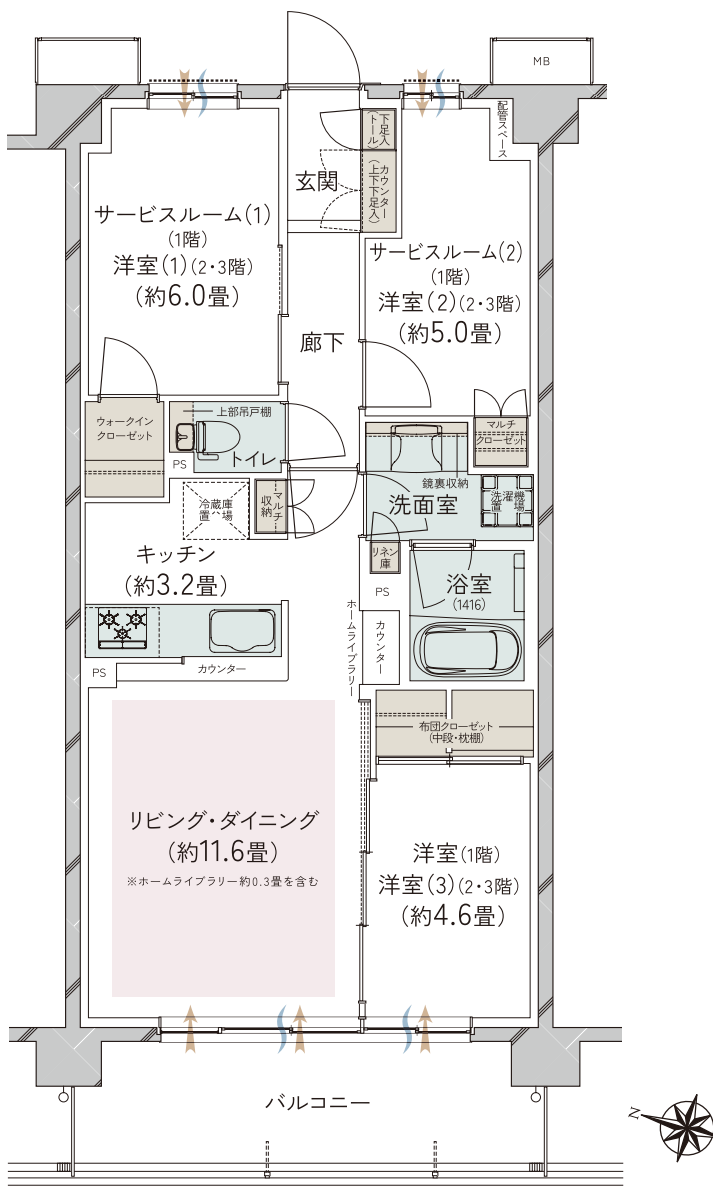 MB
配管スペース
下足入
(トール)
カウンター
(上下下足入)
玄関
サービスルーム(1)
(1階)
洋室(1)(2・3階)
(約6.0畳)
サービスルーム(2)
(1階)
洋室(2)(2・3階)
(約5.0畳)
廊下
ウォークイン
クローゼット
上部吊戸棚
トイレ
PS
マルチ
クローゼット
鏡裏収納
洗面室
洗濯機
置場
冷蔵庫
置場
マルチ
収納
キッチン
(約3.2畳)
リネン
庫
PS
浴室
(1416)
ホームライブラリー
カウンター
PS
カウンター
布団クローゼット
(中段・枕棚)
リビング・ダイニング
(約11.6畳)
※ホームライブラリー約0.3畳を含む
洋室(1階)
洋室(3)(2・3階)
(約4.6畳)
バルコニー
N